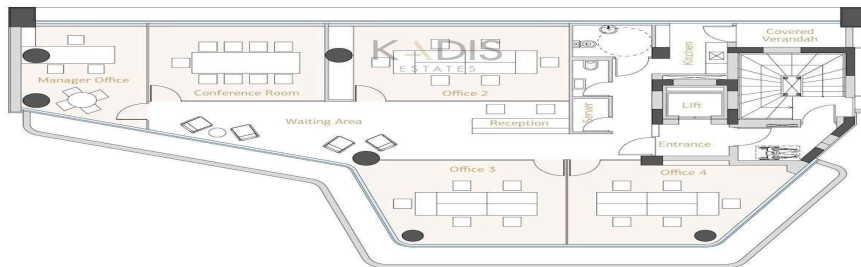 Covered
Verandah
KADIS
ESTATES
Kitchen
Manager Office
Conference Room
Office 2
Lift
Server
Waiting Area
Reception
Entrance
Office 3
Office 4